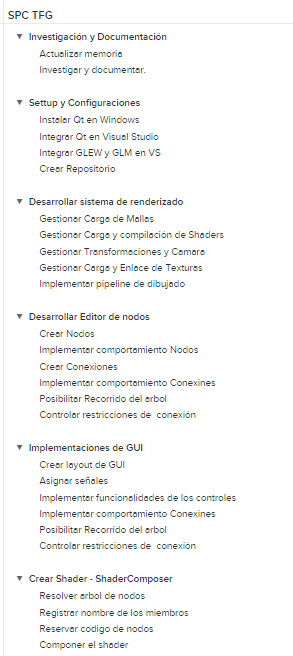 SPC TFG
Investigación y Documentación
Actualizar memoria
Investigar y documentar.
Settup y Configuraciones
Instalar Qt en Windows
Integrar Qt en Visual Studio
Integrar GLEW y GLM en VS
Crear Repositorio
Desarrollar sistema de renderizado
Gestionar Carga de Mallas
Gestionar Carga y compilación de Shaders
Gestionar Transformaciones y Camara
Gestionar Carga y Enlace de Texturas
Implementar pipeline de dibujado
Desarrollar Editor de nodos
Crear Nodos
Implementar comportamiento Nodos
Crear Conexiones
Implementar comportamiento Conexines
Posibilitar Recorrido del arbol
Controlar restricciones de conexión
Implementaciones de GUI
Crear layout de GUI
Asignar señales
Implementar funcionalidades de los controles
Implementar comportamiento Conexines
Posibilitar Recorrido del arbol
Controlar restricciones de conexión
Crear Shader - ShaderComposer
Resolver arbol de nodos
Registrar nombre de los miembros
Reservar codigo de nodos
Componer el shader